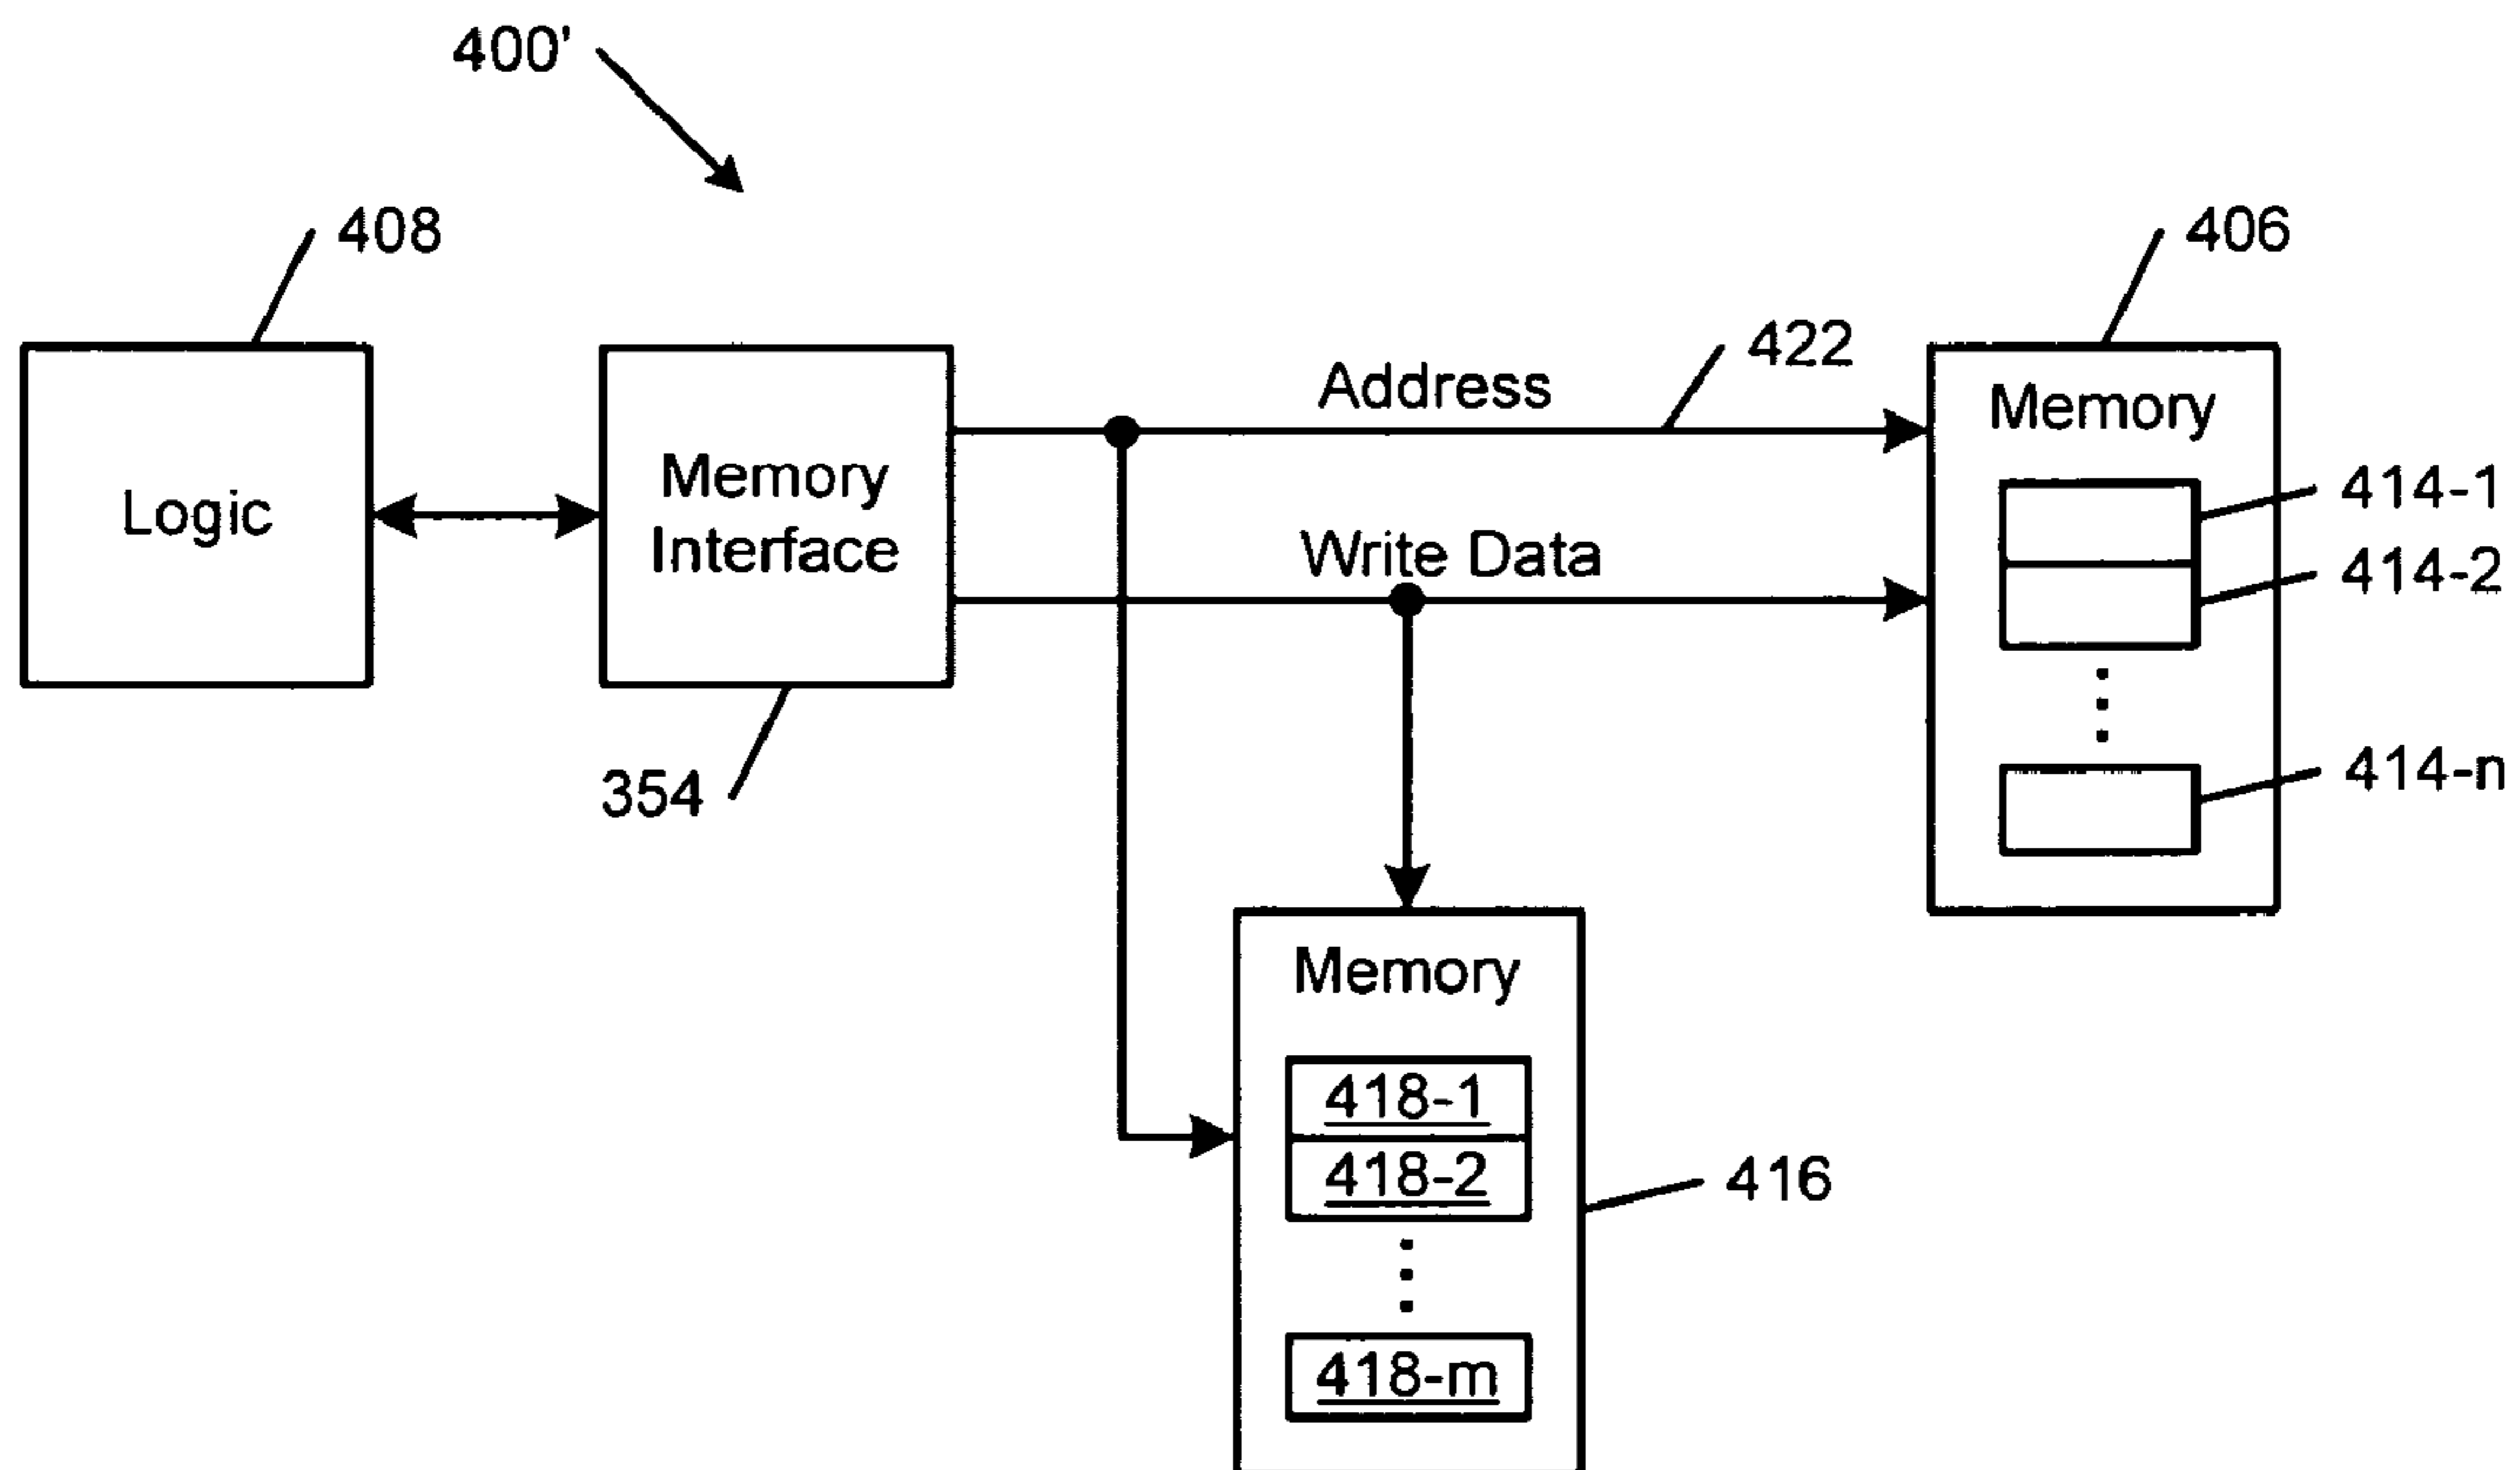 400'
408
406
422
Address
Memory
Logic
Memory
Interface
414-1
414-2
Write Data
354
414-n
Memory
418-1
418-2
416
418-m